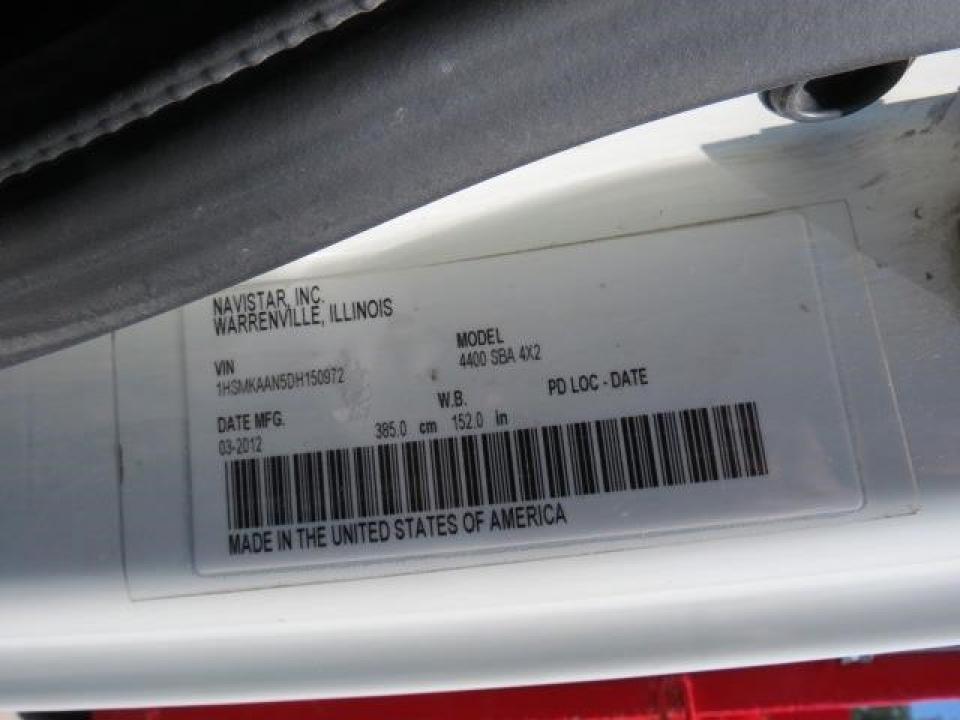 NAVISTAR, INC.
WARRENVILLE, ILLINOIS
VIN
1HSMKAAN5DH150972
MODEL
4400 SBA 4X2
DATE MFG.
03-2012
W.B.
385.0 cm 152.0 in
PD LOC - DATE
MADE IN THE UNITED STATES OF AMERICA